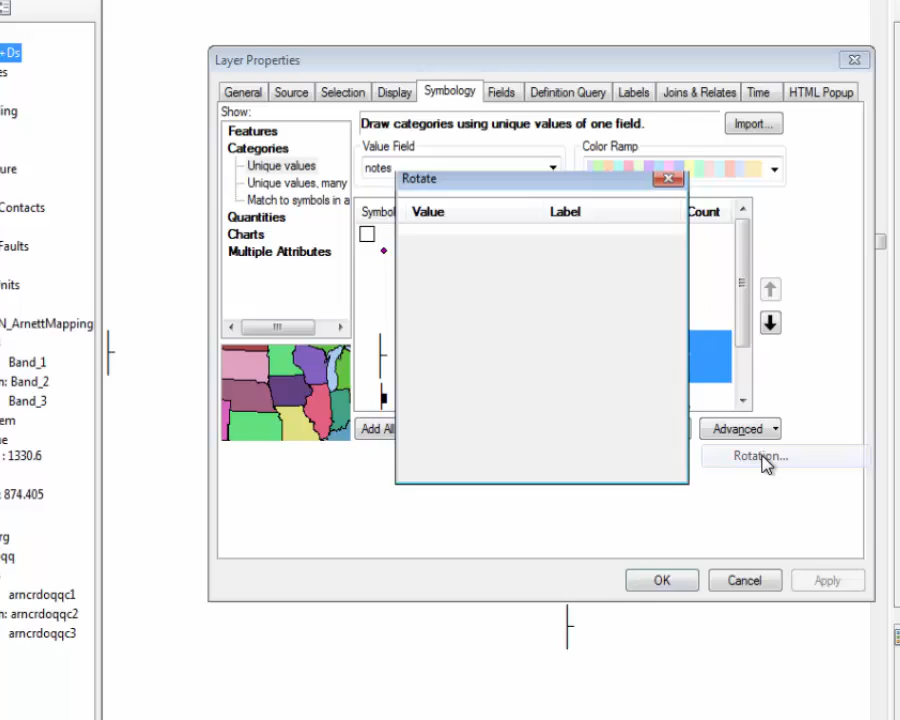 +Ds
es
ling
ure
Contacts
Faults
nits
N_ArnettMapping
Band_1
n: Band_2
Band_3
em
ue
: 1330.6
: 874.405
rg
qq
arncrdoqqc1
n: arncrdoqqc2
arncrdoqqc3
Layer Properties
General Source Selection Display Symbology Fields Definition Query Labels Joins & Relates Time HTML Popup
Show:
Features
Categories
Unique values
Unique values, many
Match to symbols in a
Quantities
Charts
Multiple Attributes
Draw categories using unique values of one field.
Import...
Value Field
Color Ramp
notes
Rotate
Symbol Value Label Count
Add All
Advanced
Rotation...
OK Cancel Apply